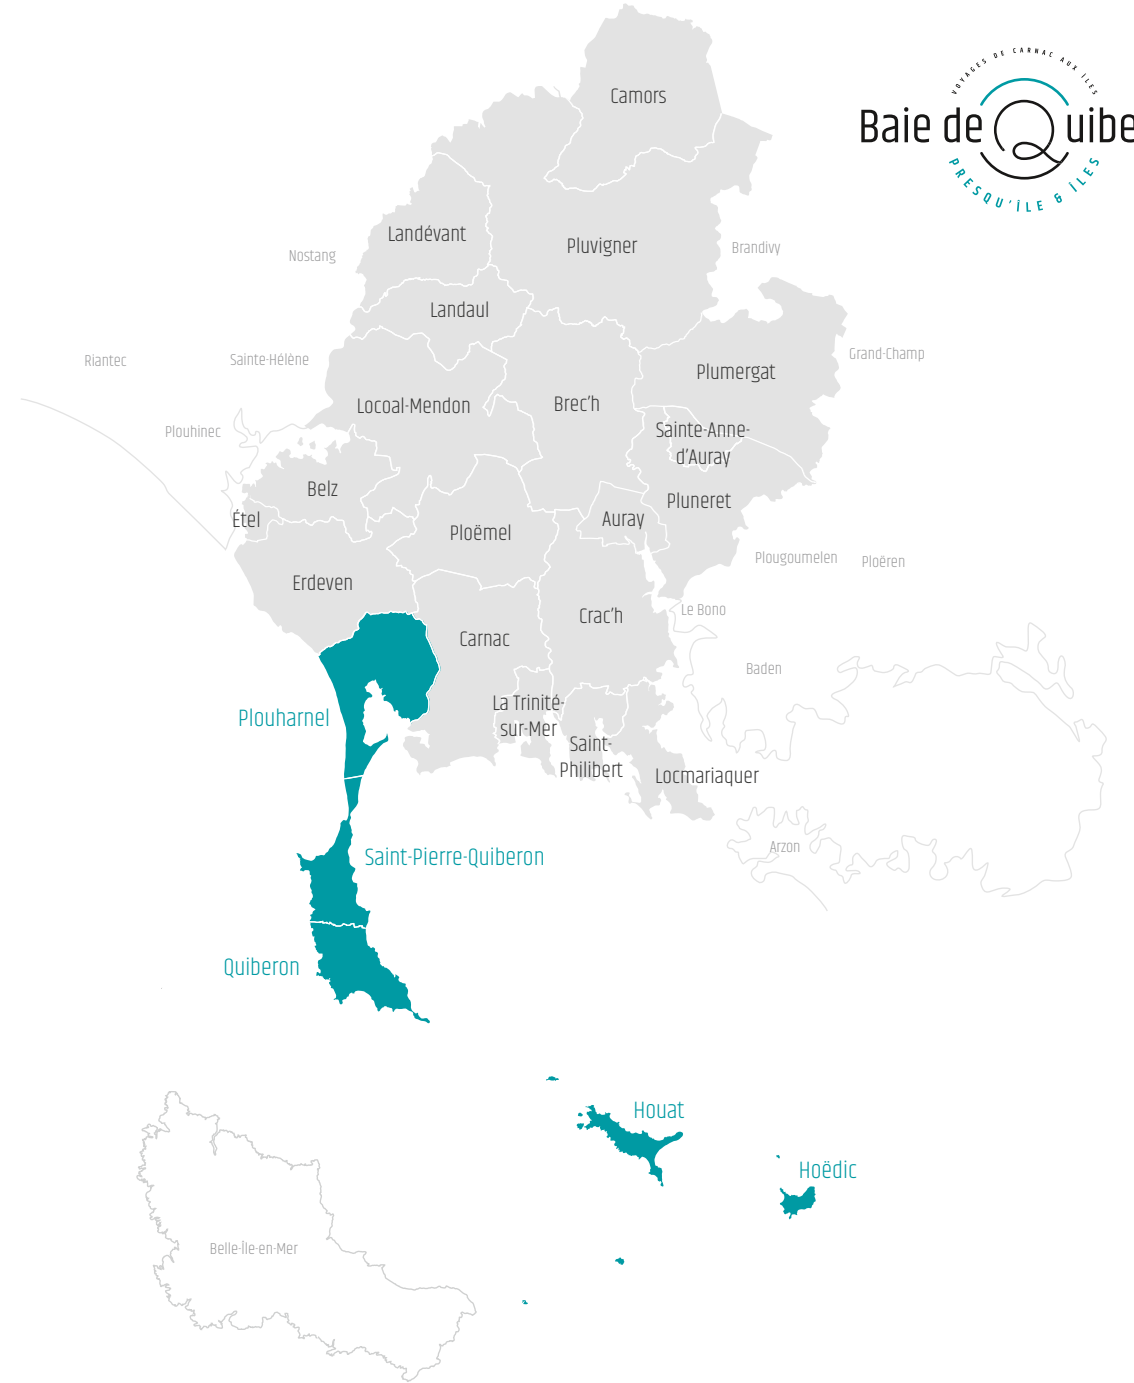 VOYAGES DE CARNAC AUX ÎLES
Baie de Quibe
PRESQU'ÎLE & ÎLES
Camors
Landévant
Pluvigner
Nostang
Brandivy
Landaul
Riantec
Sainte-Hélène
Grand-Champ
Plumergat
Locoal-Mendon
Brec'h
Plouhinec
Sainte-Anne-
d'Auray
Belz
Pluneret
Étel
Auray
Ploëmel
Plougoumelen
Ploëren
Erdeven
Le Bono
Crac'h
Carnac
Baden
La Trinité-
sur-Mer
Plouharnel
Saint-
Philibert
Locmariaquer
Arzon
Saint-Pierre-Quiberon
Quiberon
Houat
Hoëdic
Belle-Île-en-Mer